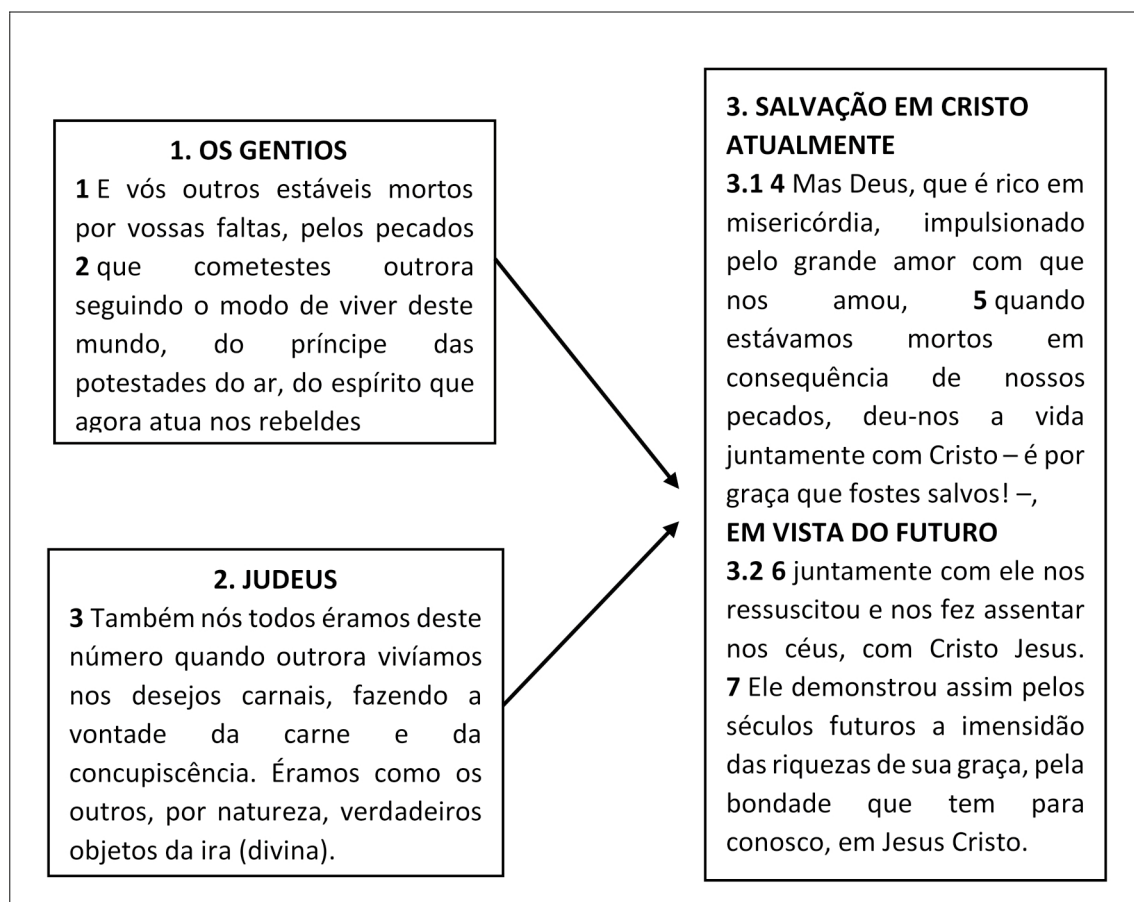 1. OS GENTIOS
1 E vós outros estáveis mortos
por vossas faltas, pelos pecados
2 que cometestes outrora
seguindo o modo de viver deste
mundo, do príncipe das
potestades do ar, do espírito que
agora atua nos rebeldes
2. JUDEUS
3 Também nós todos éramos deste
número quando outrora vivíamos
nos desejos carnais, fazendo a
vontade da carne e da
concupiscência. Éramos como os
outros, por natureza, verdadeiros
objetos da ira (divina).
3. SALVAÇÃO EM CRISTO
ATUALMENTE
3.1 4 Mas Deus, que é rico em
misericórdia, impulsionado
pelo grande amor com que
nos amou, 5 quando
estávamos mortos em
consequência de nossos
pecados, deu-nos a vida
juntamente com Cristo – é por
graça que fostes salvos! –,
EM VISTA DO FUTURO
3.2 6 juntamente com ele nos
ressuscitou e nos fez assentar
nos céus, com Cristo Jesus.
7 Ele demonstrou assim pelos
séculos futuros a imensidão
das riquezas de sua graça, pela
bondade que tem para
conosco, em Jesus Cristo.